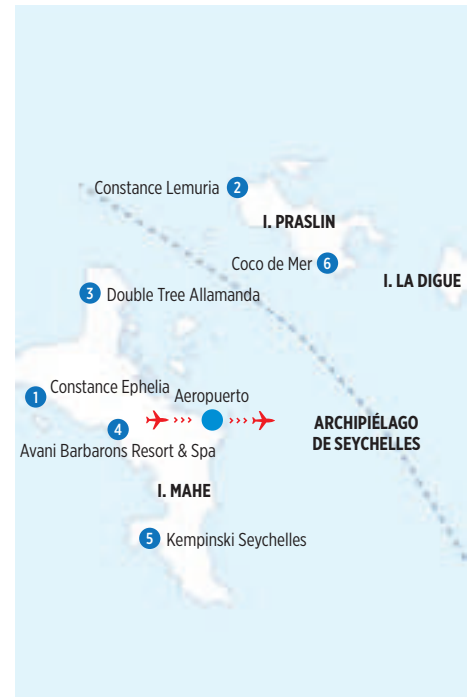 Constance Lemuria 2
I. PRASLIN
Coco de Mer 6
I. LA DIGUE
3 Double Tree Allamanda
1 Constance Ephelia
Aeropuerto
4
Avani Barbarons Resort & Spa
ARCHIPIÉLAGO
DE SEYCHELLES
I. MAHE
5 Kempinski Seychelles